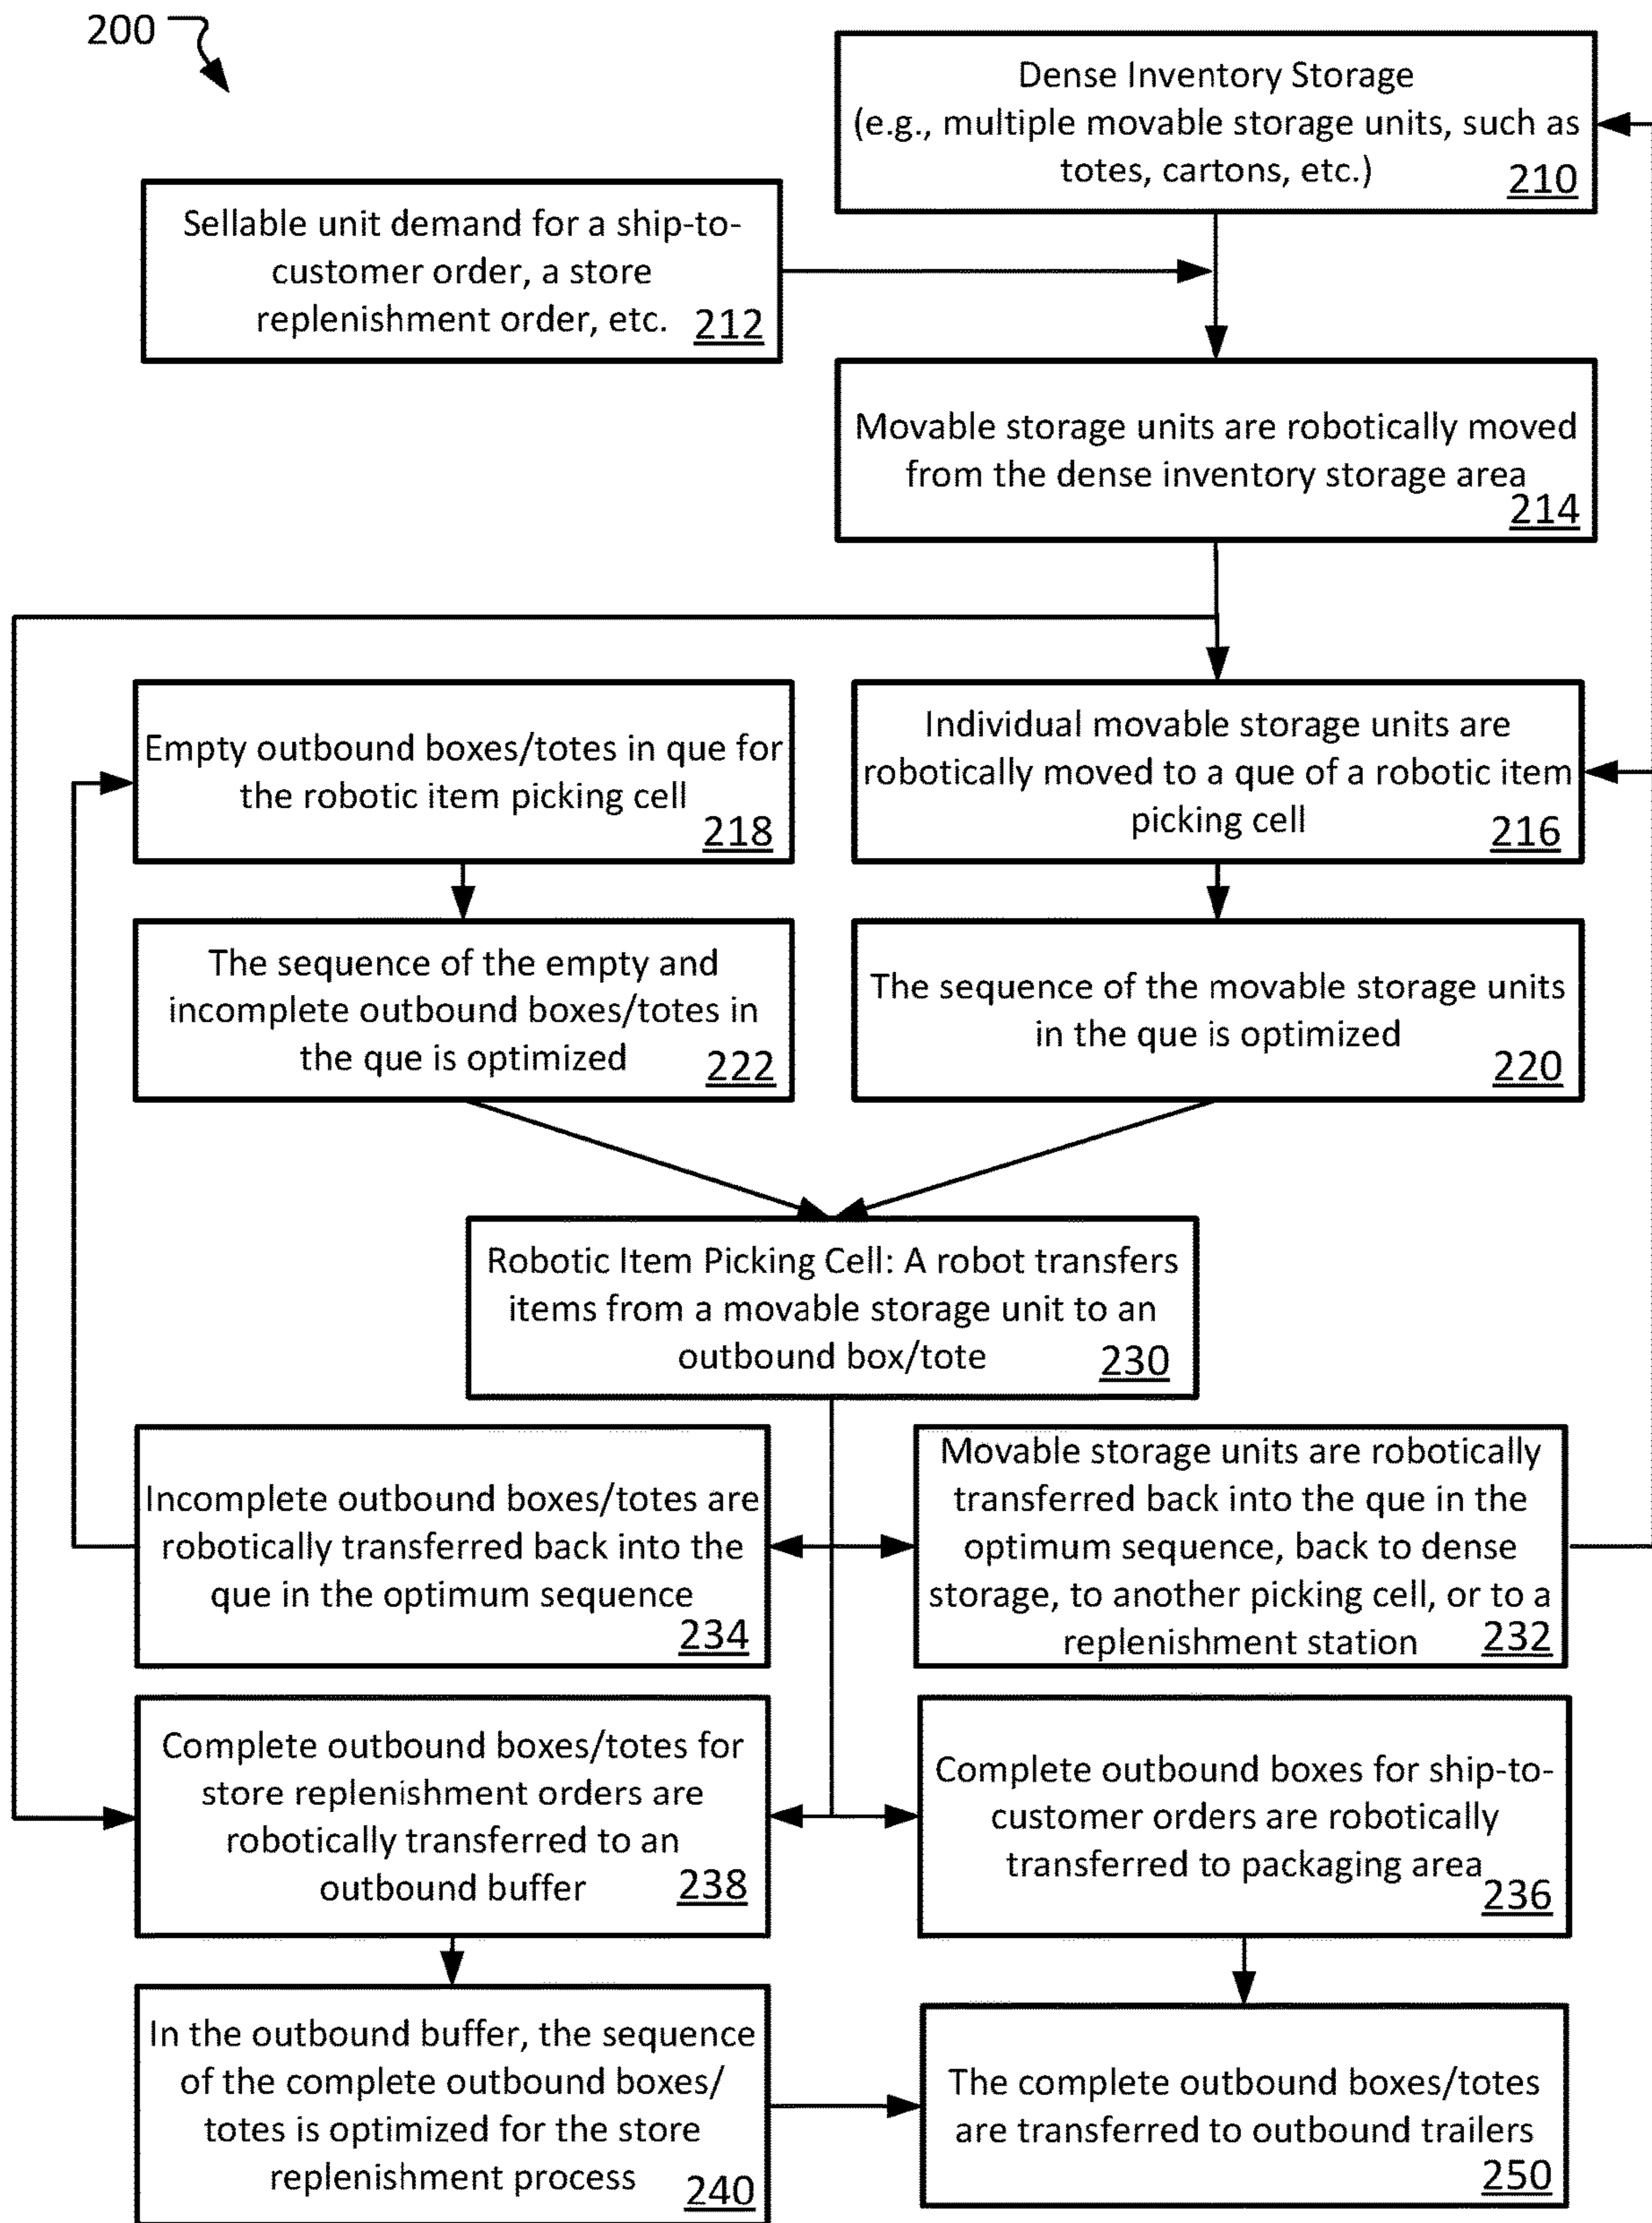 200
Dense Inventory Storage
(e.g., multiple movable storage units, such as
totes, cartons, etc.)
210
Sellable unit demand for a ship-to-
customer order, a store
replenishment order, etc.
212
Movable storage units are robotically moved
from the dense inventory storage area
214
Empty outbound boxes/totes in que for
the robotic item picking cell
218
Individual movable storage units are
robotically moved to a que of a robotic item
picking cell
216
The sequence of the empty and
incomplete outbound boxes/totes in
the que is optimized
222
The sequence of the movable storage units
in the que is optimized
220
Robotic Item Picking Cell: A robot transfers
items from a movable storage unit to an
outbound box/tote
230
Incomplete outbound boxes/totes are
robotically transferred back into the
que in the optimum sequence
234
Movable storage units are robotically
transferred back into the que in the
optimum sequence, back to dense
storage, to another picking cell, or to a
replenishment station
232
Complete outbound boxes/totes for
store replenishment orders are
robotically transferred to an
outbound buffer
238
Complete outbound boxes for ship-to-
customer orders are robotically
transferred to packaging area
236
In the outbound buffer, the sequence
of the complete outbound boxes/
totes is optimized for the store
replenishment process
240
The complete outbound boxes/totes
are transferred to outbound trailers
250